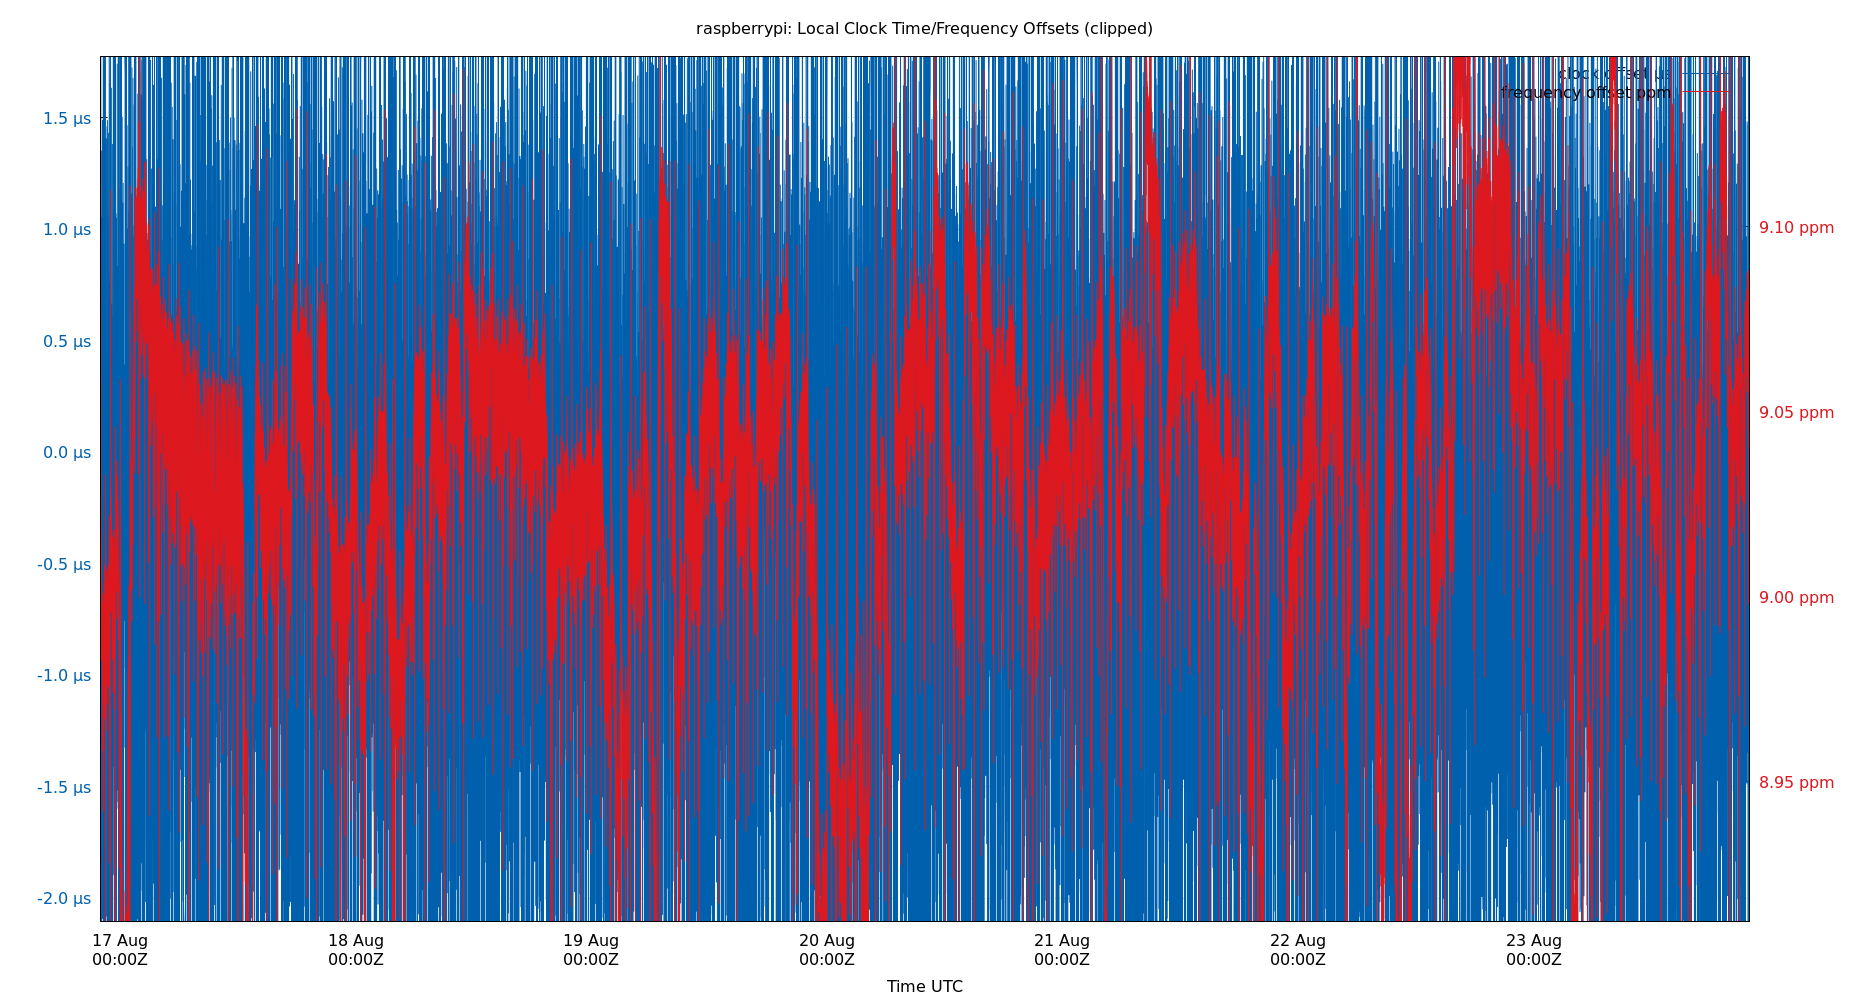 raspberrypi: Local Clock Time/Frequency Offsets (clipped)
clock offset µs
frequency offset ppm
1.5 µs
1.0 µs
0.5 µs
0.0 µs
-0.5 µs
-1.0 µs
-1.5 µs
-2.0 µs
9.10 ppm
9.05 ppm
9.00 ppm
8.95 ppm
17 Aug
00:00Z
18 Aug
00:00Z
19 Aug
00:00Z
20 Aug
00:00Z
21 Aug
00:00Z
22 Aug
00:00Z
23 Aug
00:00Z
Time UTC